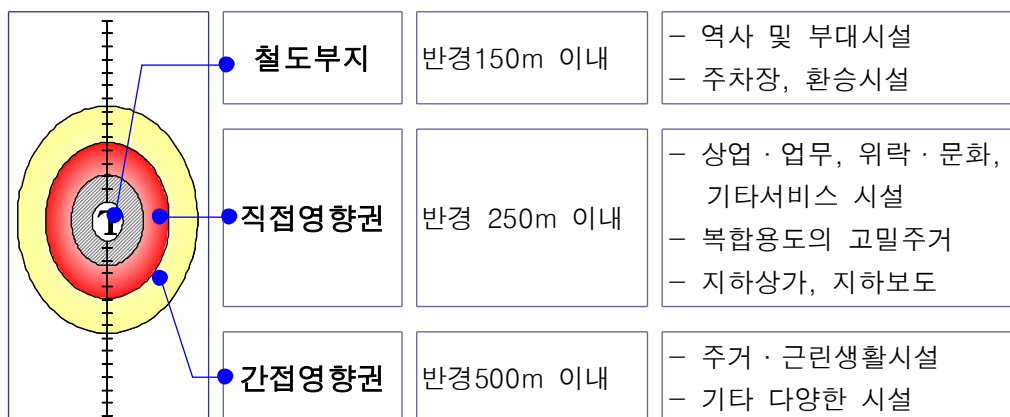 철도부지
반경150m 이내
– 역사 및 부대시설
– 주차장, 환승시설
T
직접영향권
반경 250m 이내
– 상업 · 업무, 위락 · 문화,
기타서비스 시설
– 복합용도의 고밀주거
– 지하상가, 지하보도
간접영향권
반경500m 이내
– 주거 · 근린생활시설
– 기타 다양한 시설